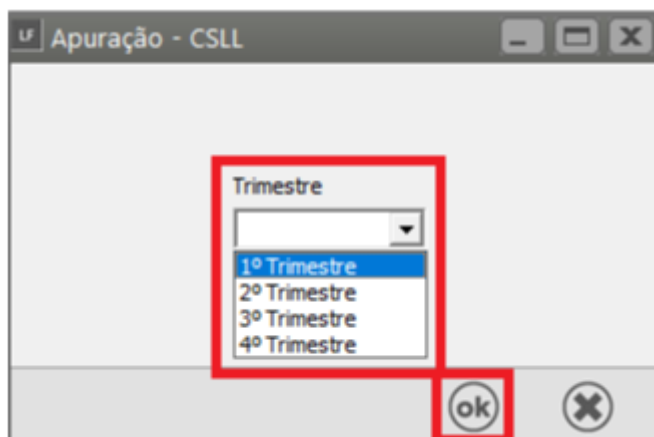 LF Apuração - CSLL
Trimestre
1º Trimestre
2º Trimestre
3º Trimestre
4º Trimestre
ok